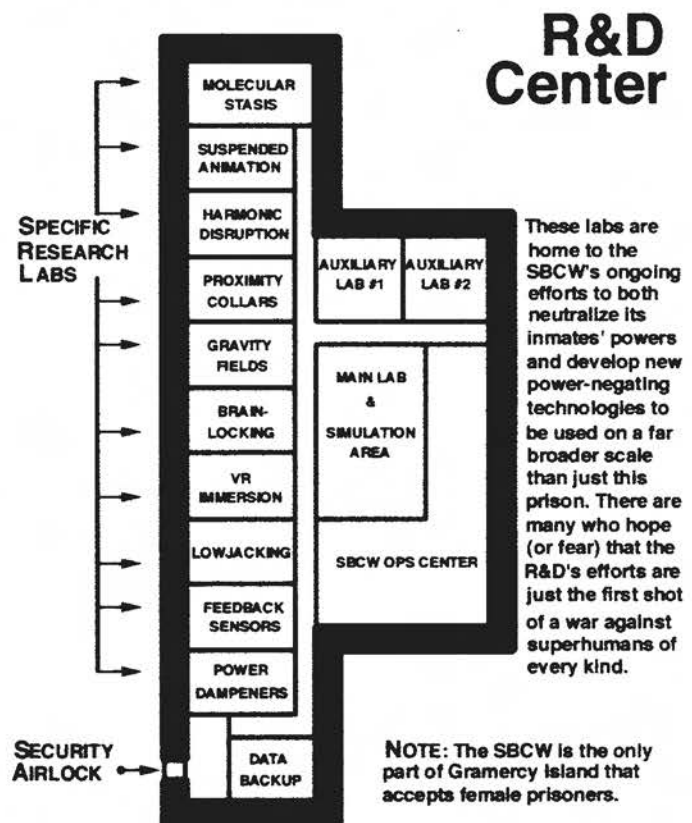 R&D
Center
MOLECULAR
STASIS
SUSPENDED
ANIMATION
HARMONIC
DISRUPTION
PROXIMITY
COLLARS
GRAVITY
FIELDS
BRAIN-
LOCKING
VR
IMMERSION
LOWJACKING
FEEDBACK
SENSORS
POWER
DAMPENERS
DATA
BACKUP
SPECIFIC
RESEARCH
LABS
SECURITY
AIRLOCK
AUXILIARY
LAB #1
AUXILIARY
LAB #2
MAIN LAB
&
SIMULATION
AREA
SBCW OPS CENTER
These labs are
home to the
SBCW's ongoing
efforts to both
neutralize its
inmates' powers
and develop new
power-negating
technologies to
be used on a far
broader scale
than just this
prison. There are
many who hope
(or fear) that the
R&D's efforts are
just the first shot
of a war against
superhumans of
every kind.
NOTE: The SBCW is the only
part of Gramercy Island that
accepts female prisoners.